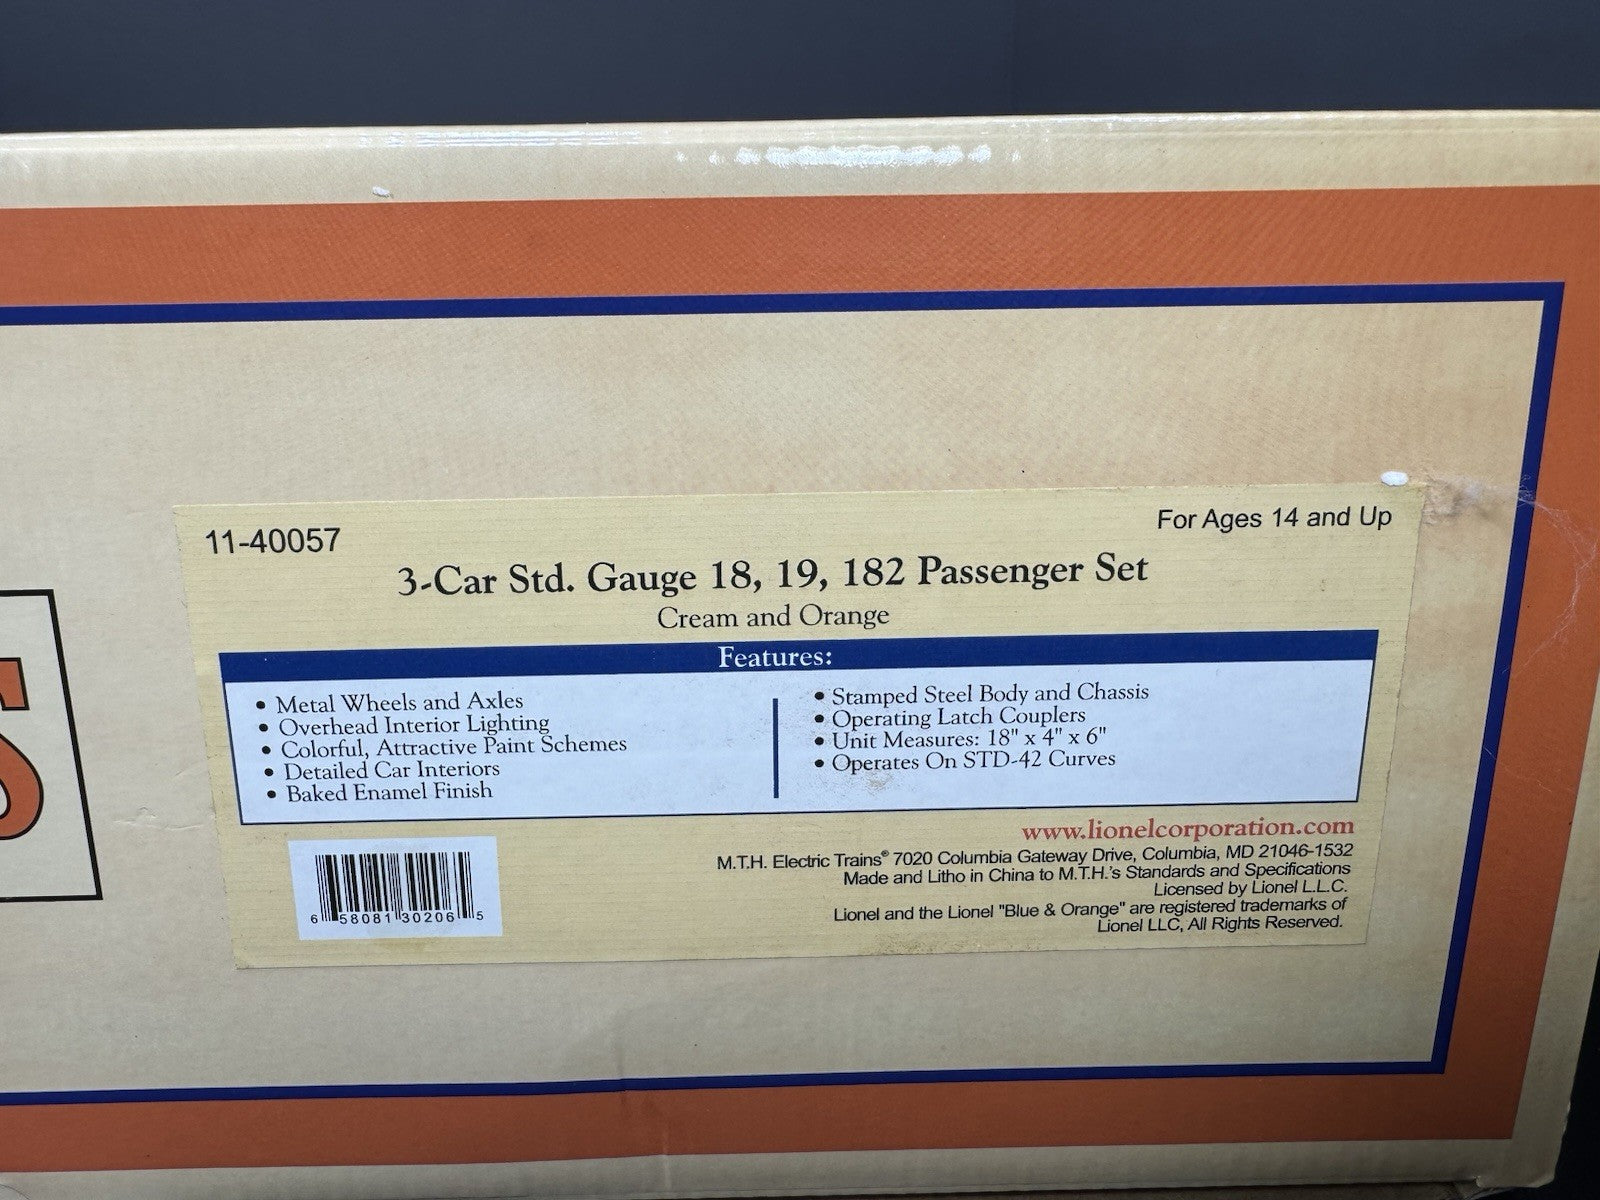 S
11-40057
For Ages 14 and Up
3-Car Std. Gauge 18, 19, 182 Passenger Set
Cream and Orange
Features:
• Metal Wheels and Axles
• Overhead Interior Lighting
• Colorful, Attractive Paint Schemes
• Detailed Car Interiors
• Baked Enamel Finish
• Stamped Steel Body and Chassis
• Operating Latch Couplers
• Unit Measures: 18" x 4" x 6"
• Operates On STD-42 Curves
www.lionelcorporation.com
M.T.H. Electric Trains® 7020 Columbia Gateway Drive, Columbia, MD 21046-1532
Made and Litho in China to M.T.H.'s Standards and Specifications
Licensed by Lionel L.L.C.
Lionel and the Lionel "Blue & Orange" are registered trademarks of
Lionel LLC, All Rights Reserved.
6 58081 30206 5